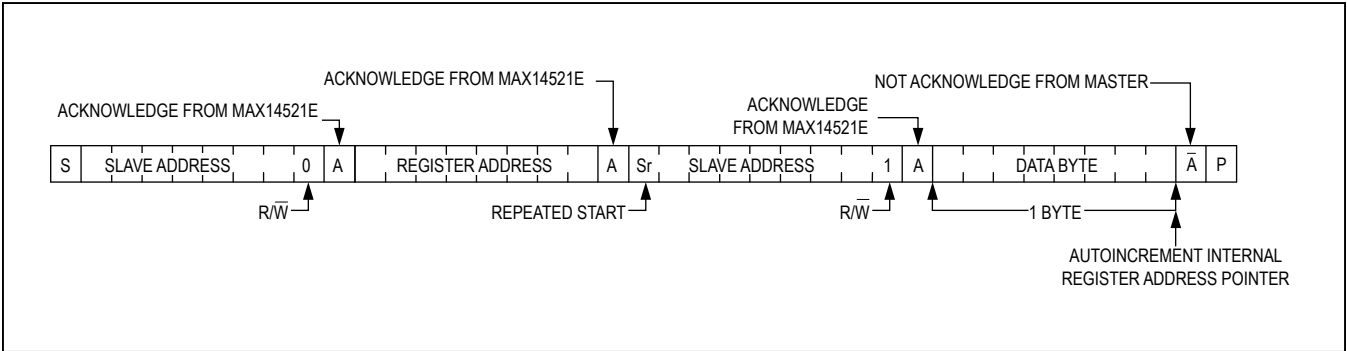 ACKNOWLEDGE FROM MAX14521E
NOT ACKNOWLEDGE FROM MASTER
ACKNOWLEDGE FROM MAX14521E
ACKNOWLEDGE
FROM MAX14521E
S SLAVE ADDRESS 0 A REGISTER ADDRESS A Sr SLAVE ADDRESS 1 A DATA BYTE A̅ P
R/W̅ REPEATED START R/W̅ 1 BYTE
AUTOINCREMENT INTERNAL
REGISTER ADDRESS POINTER